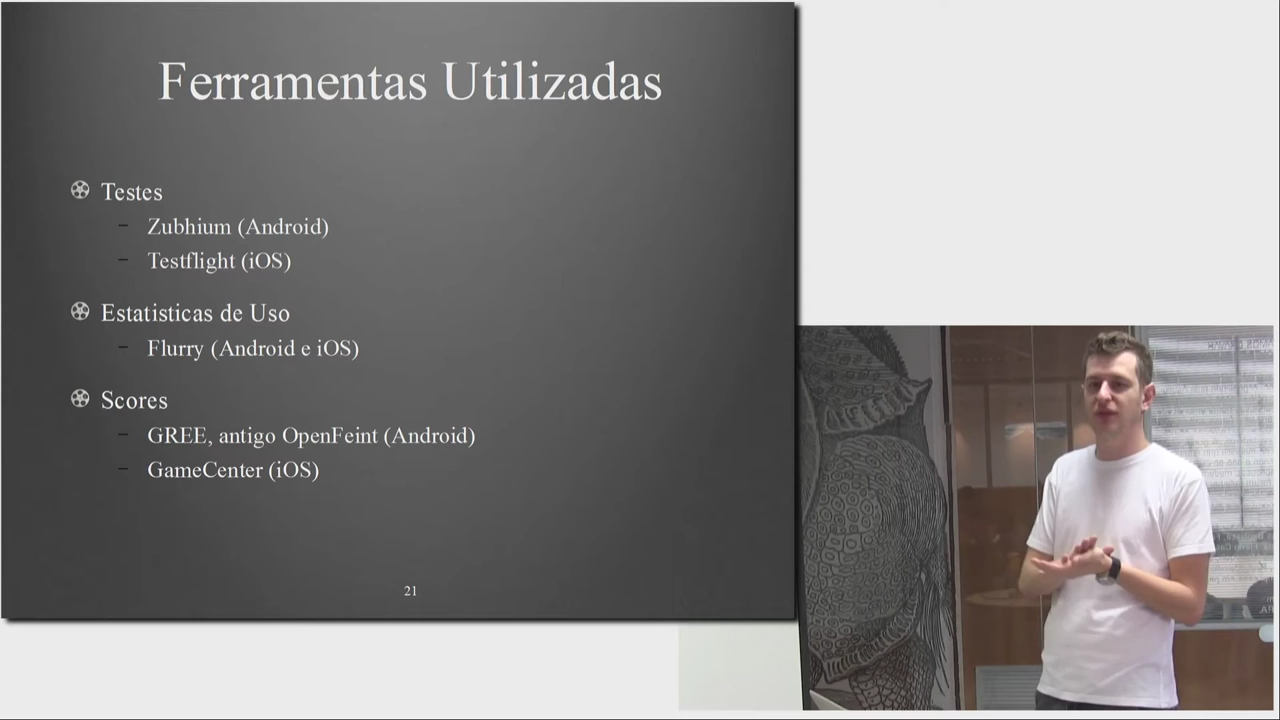 Ferramentas Utilizadas
Testes
– Zubhium (Android)
– Testflight (iOS)
Estatisticas de Uso
– Flurry (Android e iOS)
Scores
– GREE, antigo OpenFeint (Android)
– GameCenter (iOS)
21